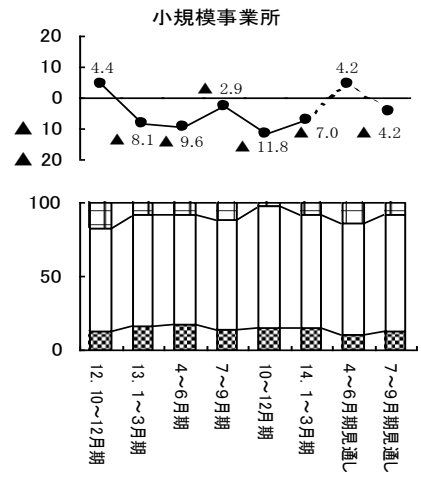 小規模事業所
20
10
0
▲ 10
▲ 20
4.4
▲ 8.1
▲ 9.6
▲ 2.9
▲ 11.8
▲ 7.0
4.2
▲ 4.2
100
50
0
12. 10～12月期
13. 1～3月期
4～6月期
7～9月期
10～12月期
14. 1～3月期
4～6月期見通し
7～9月期見通し